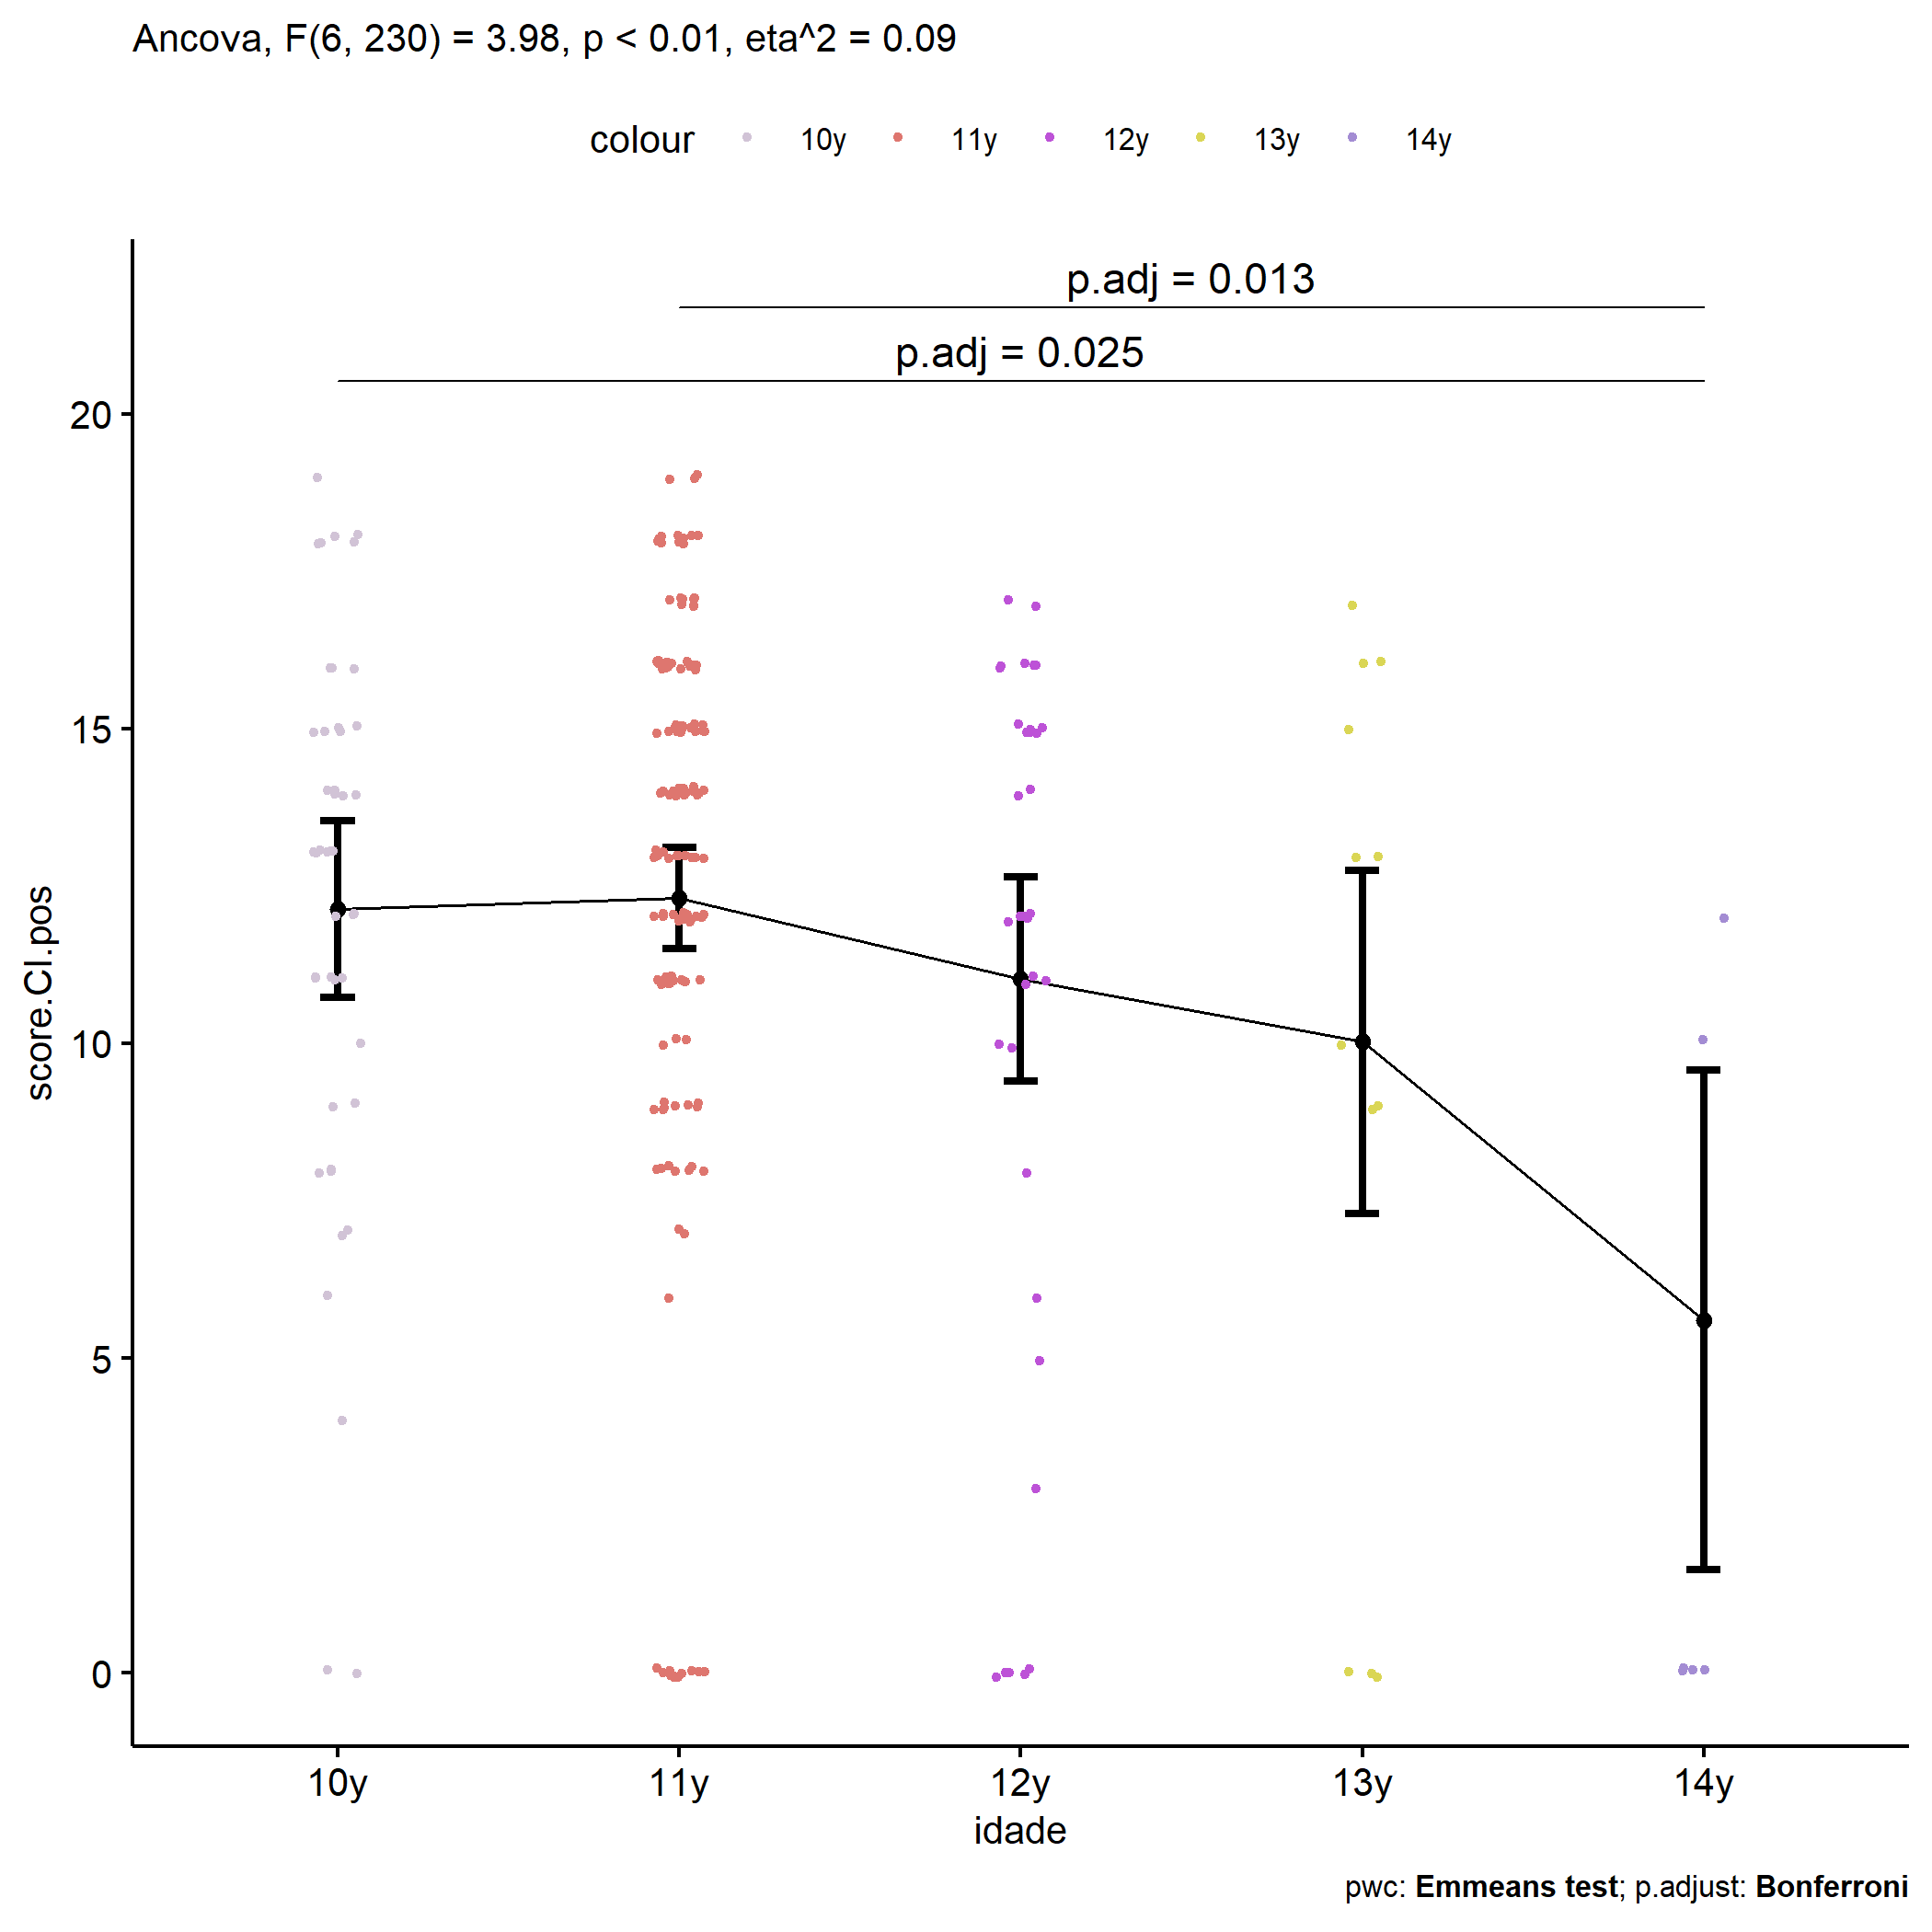 Ancova, F(6, 230) = 3.98, p < 0.01, eta^2 = 0.09
colour 10y 11y 12y 13y 14y
p.adj = 0.013
p.adj = 0.025
20
15
10
5
0
score.CI.pos
10y 11y 12y 13y 14y
idade
pwc: Emmeans test; p.adjust: Bonferroni